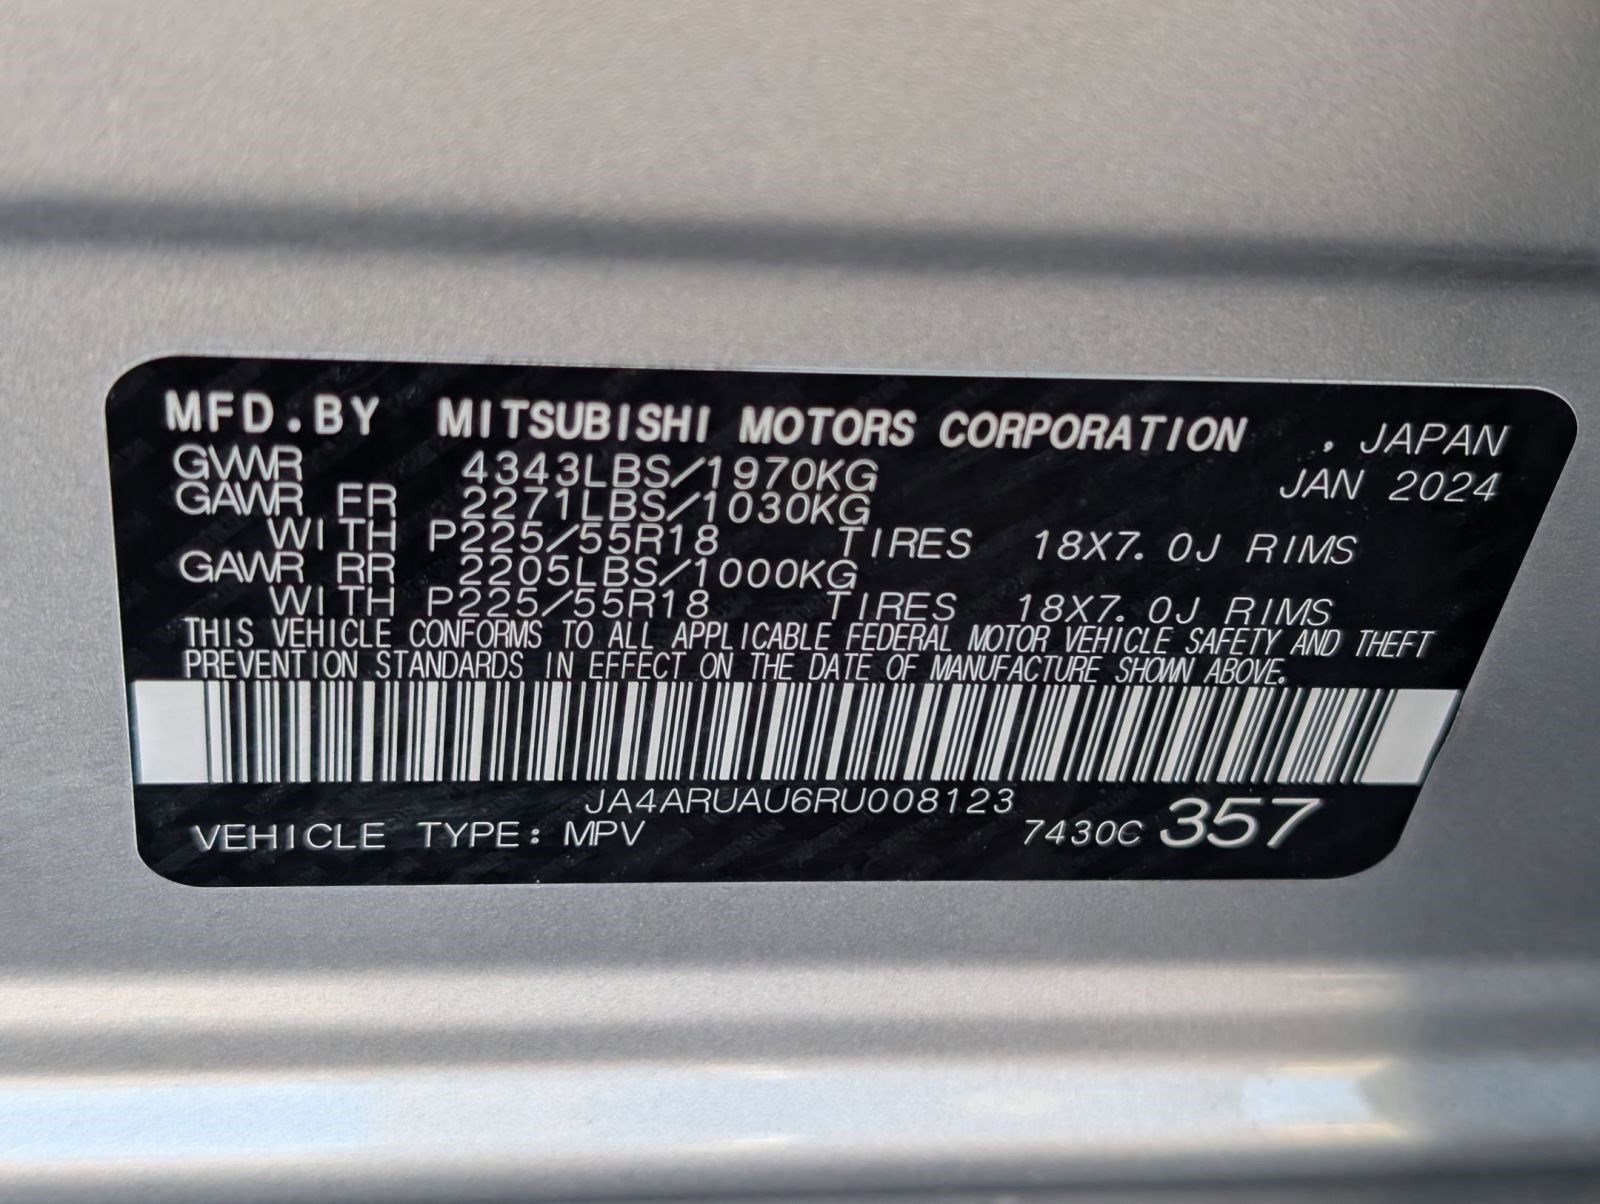 MFD.BY MITSUBISHI MOTORS CORPORATION , JAPAN
GVWR 4343LBS/1970KG JAN 2024
GAWR FR 2271LBS/1030KG
WITH P225/55R18 TIRES 18X7.0J RIMS
GAWR RR 2205LBS/1000KG
WITH P225/55R18 TIRES 18X7.0J RIMS
THIS VEHICLE CONFORMS TO ALL APPLICABLE FEDERAL MOTOR VEHICLE SAFETY AND THEFT
PREVENTION STANDARDS IN EFFECT ON THE DATE OF MANUFACTURE SHOWN ABOVE.
JA4ARUAU6RU008123
VEHICLE TYPE: MPV 7430C 357